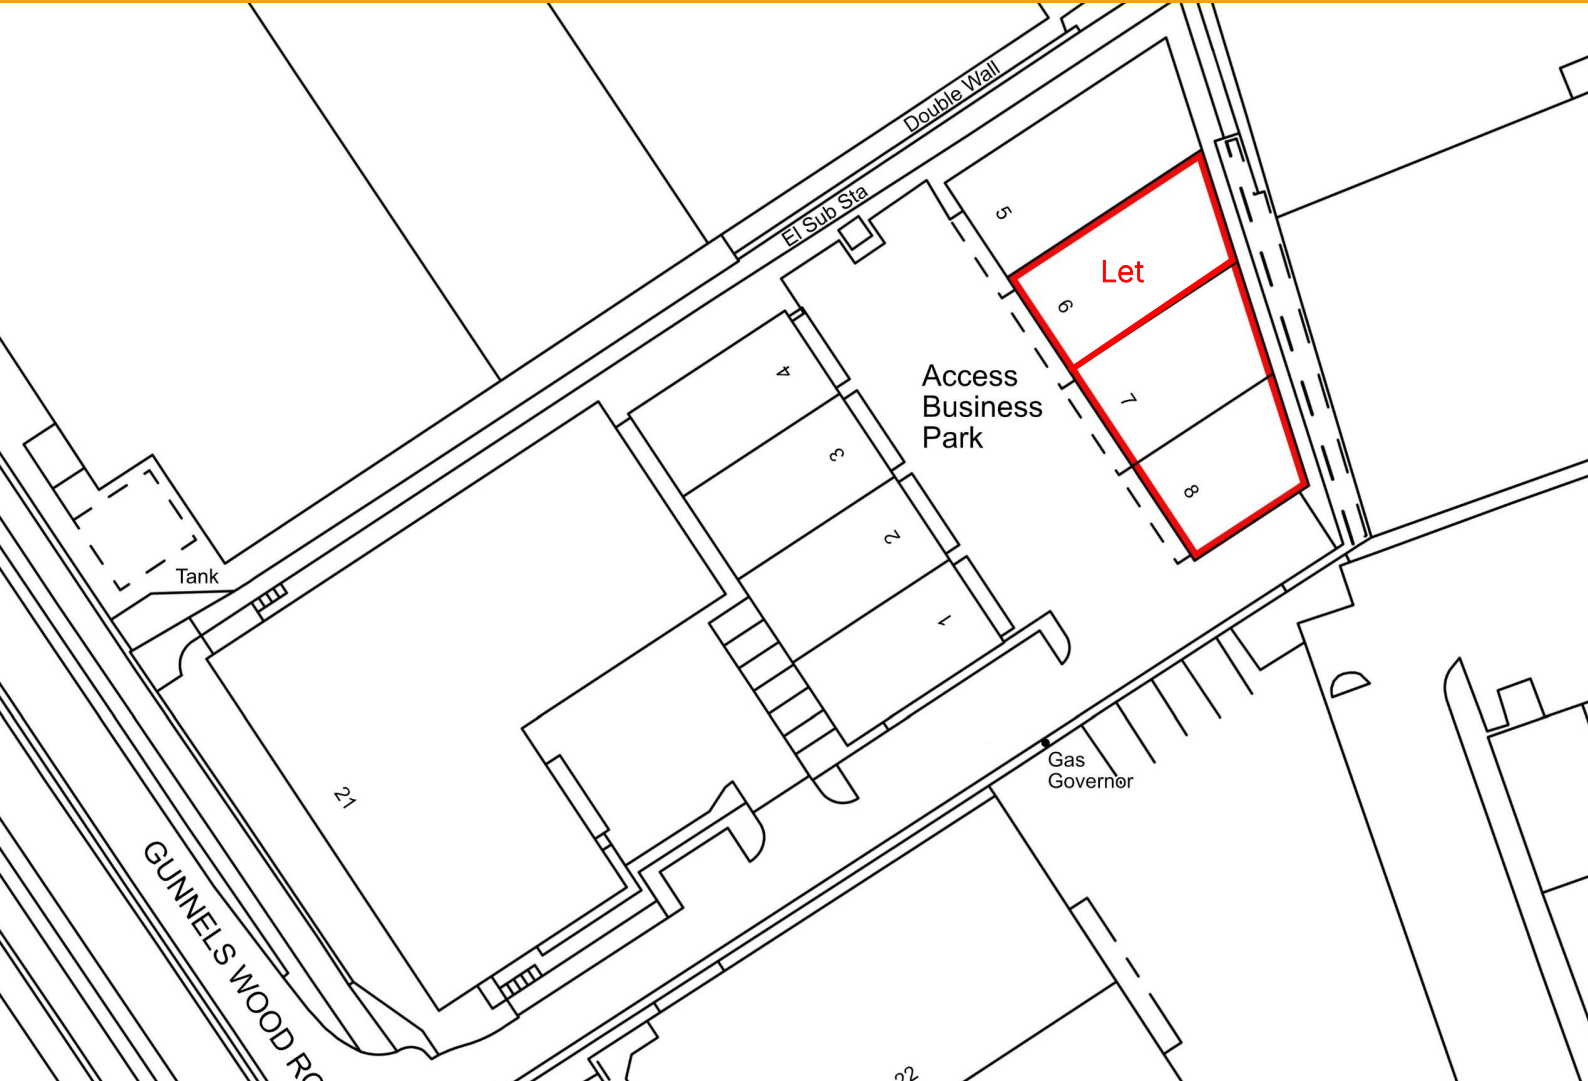 Double Wall
El Sub Sta
5
Let
6
4
Access
Business
Park
7
3
8
2
Tank
1
Gas
Governor
21
GUNNELS WOOD
22